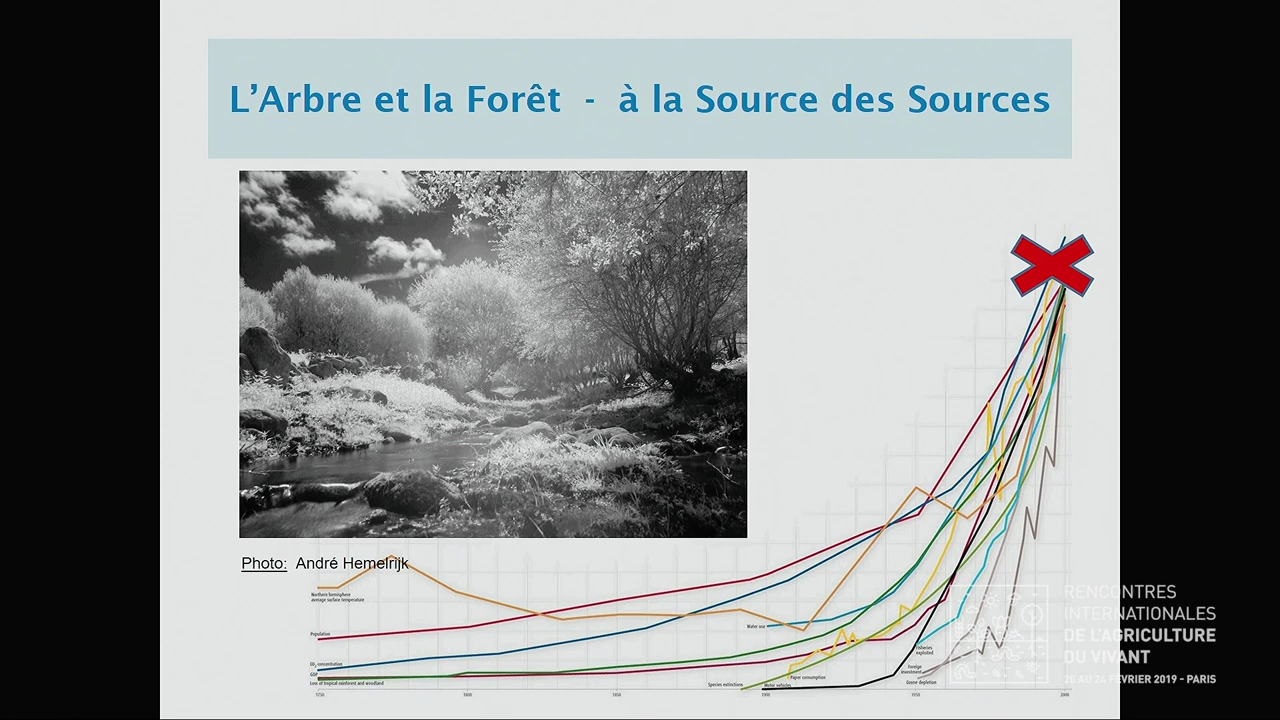 L’Arbre et la Forêt - à la Source des Sources
Photo: André Hemelrijk
Northern hemisphere
average surface temperature
Population
CO2 concentration
GDP
Loss of tropical rainforest and woodland
Water use
Species extinctions
Paper consumption
Motor vehicles
Fisheries
exploited
Foreign
investment
Ozone depletion
1750
1800
1850
1900
1950
2000
RENCONTRES
INTERNATIONALES
DE L'AGRICULTURE
DU VIVANT
20 AU 24 FÉVRIER 2019 - PARIS